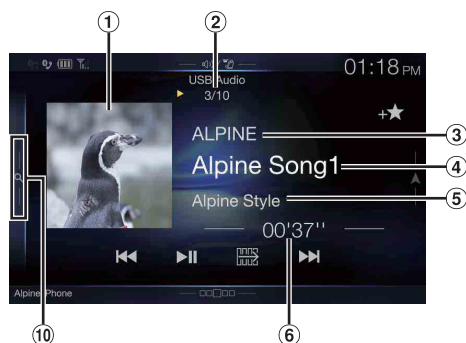 ① ②
01:18 PM
USB Audio
3/10
ALPINE ③
Alpine Song1 ④
Alpine Style ⑤
00'37''
Alpine Phone
⑩ ⑥